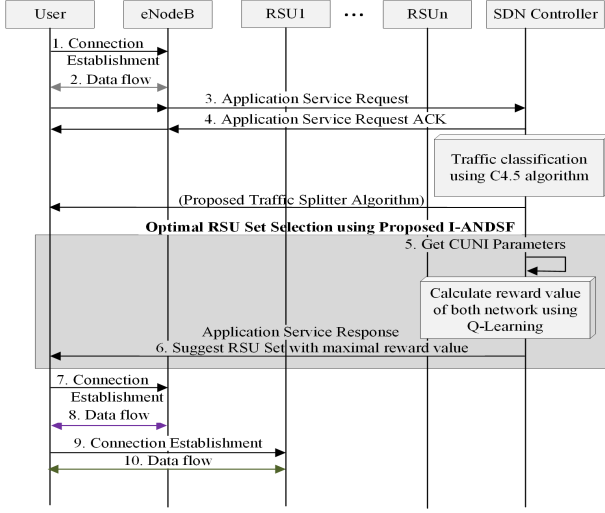 User eNodeB RSU1 ... RSUn SDN Controller
1. Connection
Establishment
2. Data flow
3. Application Service Request
4. Application Service Request ACK
Traffic classification
using C4.5 algorithm
(Proposed Traffic Splitter Algorithm)
Optimal RSU Set Selection using Proposed I-ANDSF
5. Get CUNI Parameters
Calculate reward value
of both network using
Q-Learning
Application Service Response
6. Suggest RSU Set with maximal reward value
7. Connection
Establishment
8. Data flow
9. Connection Establishment
10. Data flow